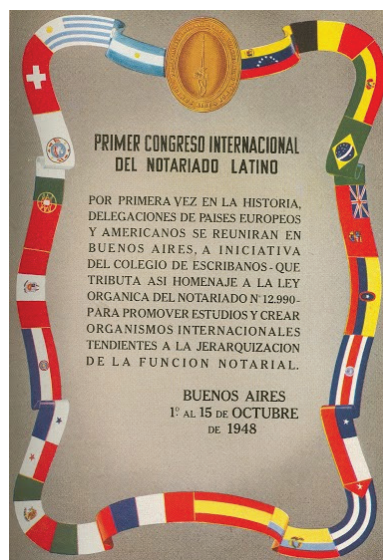 PRIMER CONGRESO INTERNACIONAL
DEL NOTARIADO LATINO
POR PRIMERA VEZ EN LA HISTORIA,
DELEGACIONES DE PAISES EUROPEOS
Y AMERICANOS SE REUNIRAN EN
BUENOS AIRES, A INICIATIVA
DEL COLEGIO DE ESCRIBANOS - QUE
TRIBUTA ASI HOMENAJE A LA LEY
ORGANICA DEL NOTARIADO Nº 12.990 -
PARA PROMOVER ESTUDIOS Y CREAR
ORGANISMOS INTERNACIONALES
TENDIENTES A LA JERARQUIZACION
DE LA FUNCION NOTARIAL.
BUENOS AIRES
1º AL 15 DE OCTUBRE
DE 1948